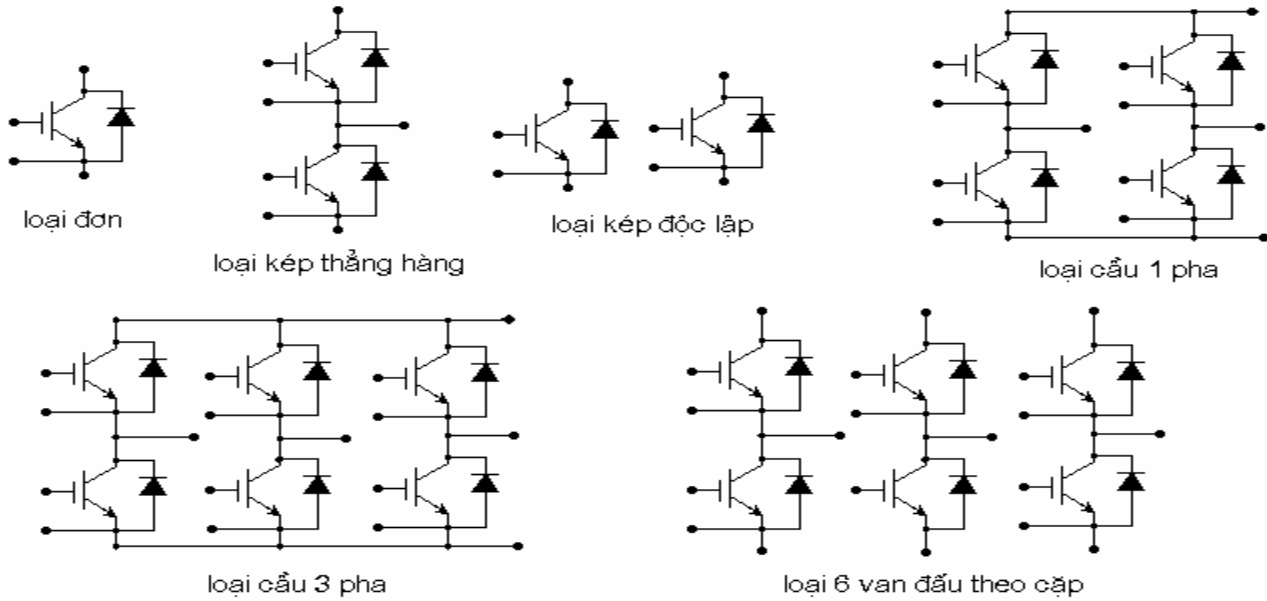 loại đơn
loại kép thẳng hàng
loại kép độc lập
loại cầu 1 pha
loại cầu 3 pha
loại 6 van đấu theo cặp